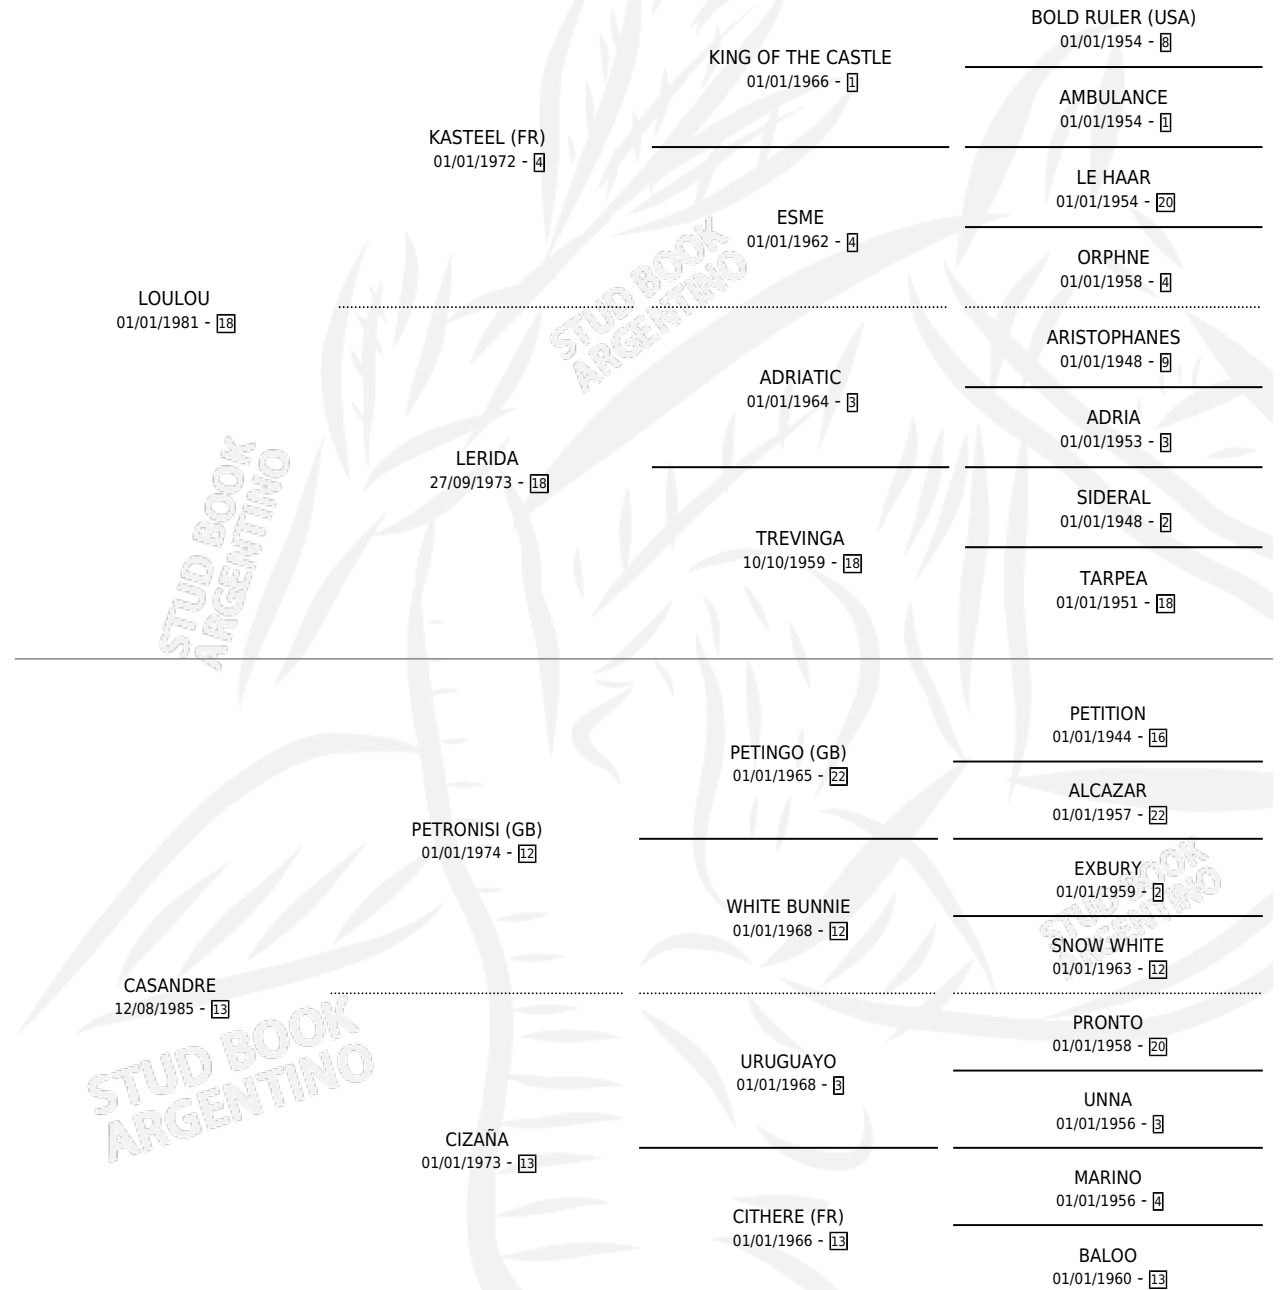 BOLD RULER (USA)
01/01/1954 - 8
KING OF THE CASTLE
01/01/1966 - 1
AMBULANCE
01/01/1954 - 1
KASTEEL (FR)
01/01/1972 - 4
LE HAAR
01/01/1954 - 20
ESME
01/01/1962 - 4
ORPHNE
01/01/1958 - 4
LOULOU
01/01/1981 - 18
ARISTOPHANES
01/01/1948 - 9
ADRIATIC
01/01/1964 - 3
ADRIA
01/01/1953 - 3
LERIDA
27/09/1973 - 18
SIDERAL
01/01/1948 - 2
TREVINGA
10/10/1959 - 18
TARPEA
01/01/1951 - 18
PETITION
01/01/1944 - 16
PETINGO (GB)
01/01/1965 - 22
ALCAZAR
01/01/1957 - 22
PETRONISI (GB)
01/01/1974 - 12
EXBURY
01/01/1959 - 2
WHITE BUNNIE
01/01/1968 - 12
SNOW WHITE
01/01/1963 - 12
CASANDRE
12/08/1985 - 13
PRONTO
01/01/1958 - 20
URUGUAYO
01/01/1968 - 3
UNNA
01/01/1956 - 3
CIZAÑA
01/01/1973 - 13
MARINO
01/01/1956 - 4
CITHERE (FR)
01/01/1966 - 13
BALOO
01/01/1960 - 13
STUD BOOK
ARGENTINO
STUD BOOK
ARGENTINO
STUD BOOK
ARGENTINO
STUD BOOK
ARGENTINO